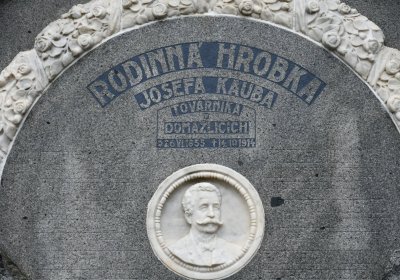 RODINNÁ HROBKA
JOSEFA KAUBA
TOVÁRNÍKA
V
DOMAŽLICÍCH